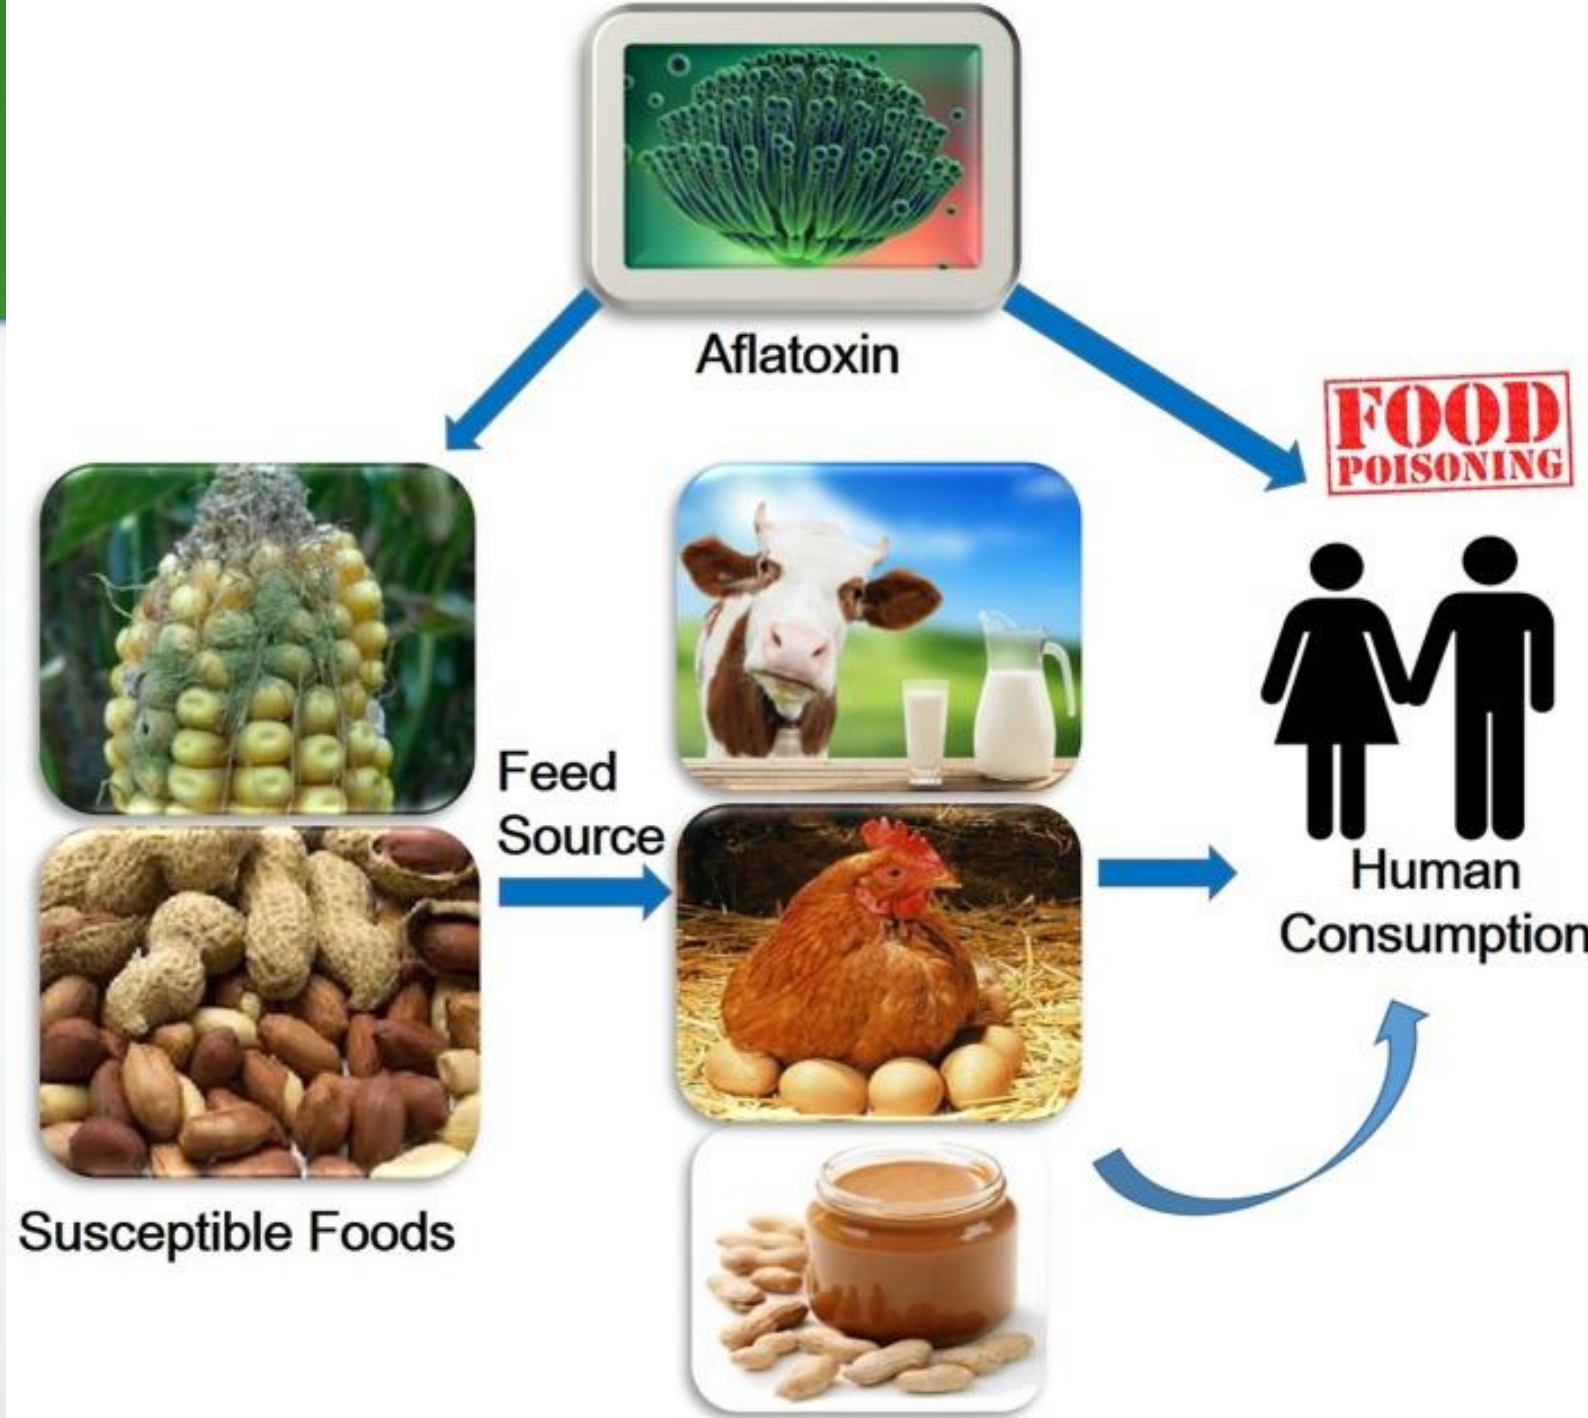 Aflatoxin
FOOD
POISONING
Feed
Source
Human
Consumption
Susceptible Foods